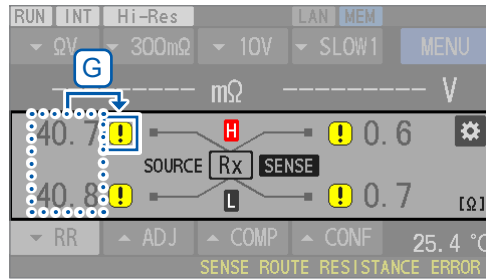 RUN INT Hi-Res LAN MEM
ΩV 300mΩ 10V SLOW1 MENU
G
------ mΩ ------ V
40.7 ! H ! 0.6
SOURCE Rx SENSE
40.8 ! L ! 0.7 [Ω]
RR ADJ COMP CONF 25.4 °C
SENSE ROUTE RESISTANCE ERROR